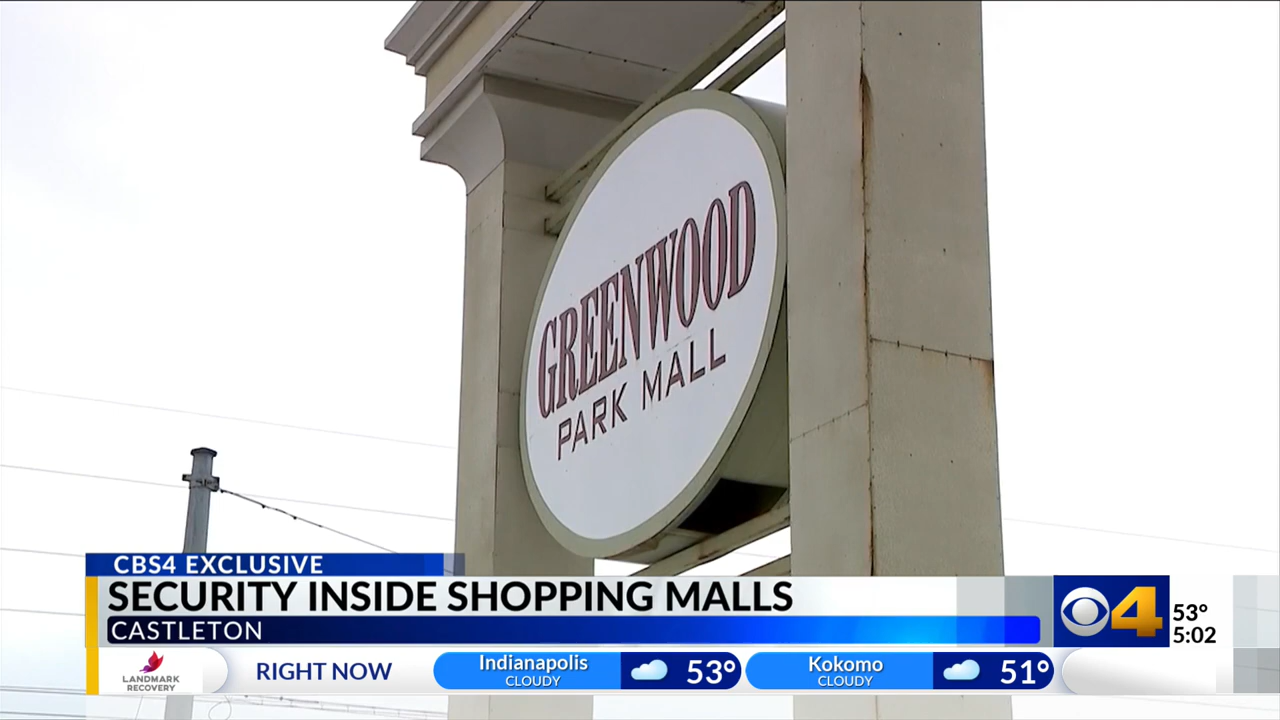 GREENWOOD
PARK MALL
CBS4 EXCLUSIVE
SECURITY INSIDE SHOPPING MALLS
CASTLETON
4
53°
5:02
LANDMARK
RECOVERY
RIGHT NOW
Indianapolis
CLOUDY
53°
Kokomo
CLOUDY
51°